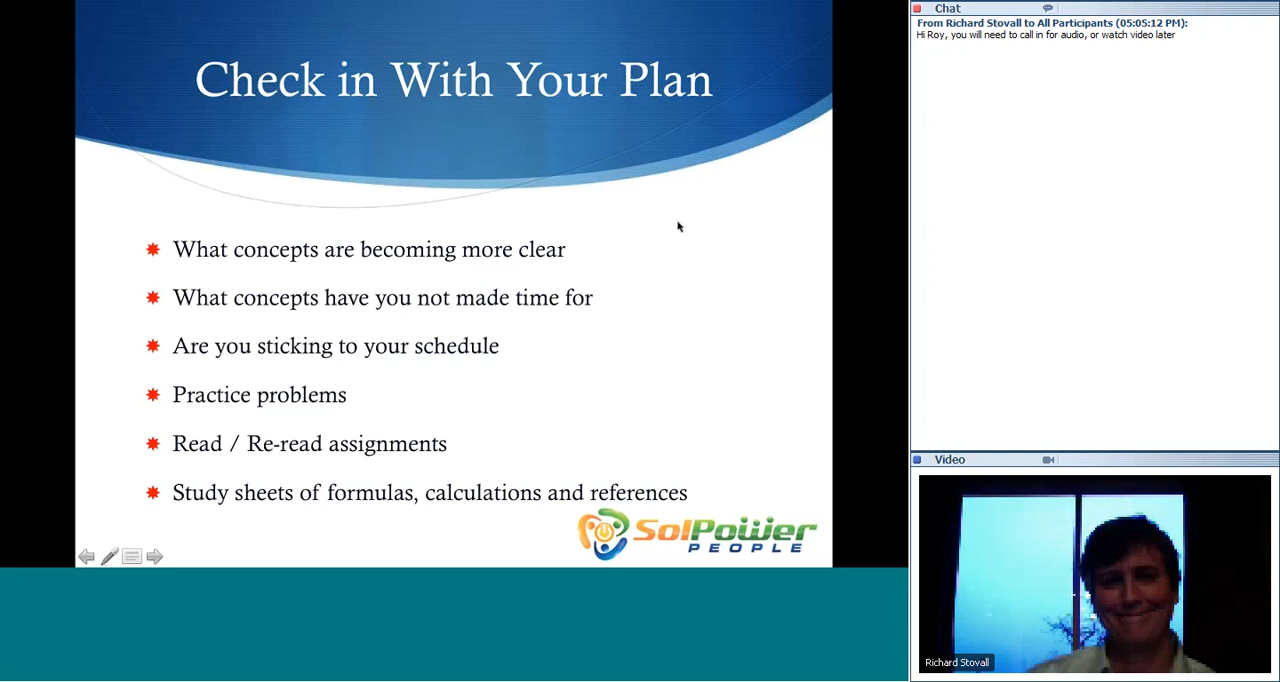 Check in With Your Plan
What concepts are becoming more clear
What concepts have you not made time for
Are you sticking to your schedule
Practice problems
Read / Re-read assignments
Study sheets of formulas, calculations and references
SolPower
PEOPLE
Chat
From Richard Stovall to All Participants (05:05:12 PM):
Hi Roy, you will need to call in for audio, or watch video later
Video
Richard Stovall